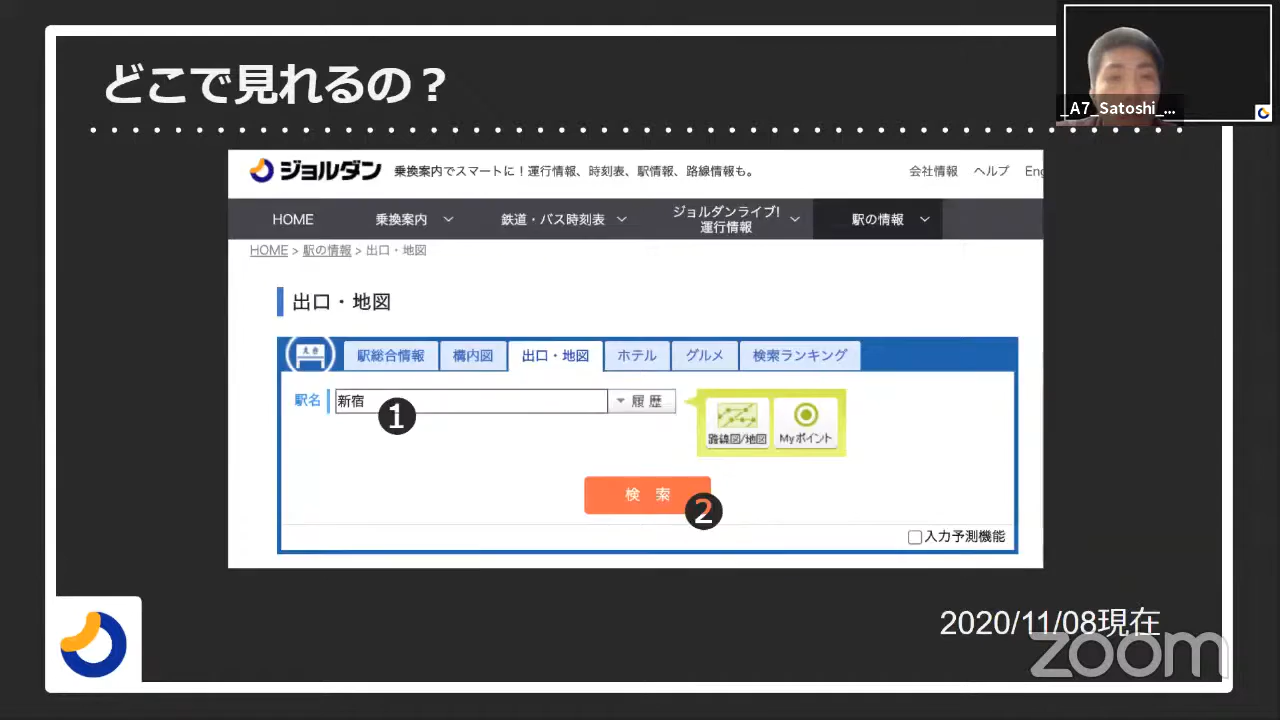 どこで見れるの？
_A7_Satoshi_...
ジョルダン 乗換案内でスマートに！運行情報、時刻表、駅情報、路線情報も。 会社情報 ヘルプ Eng
HOME 乗換案内 鉄道・バス時刻表 ジョルダンライブ! 駅の情報
運行情報
HOME > 駅の情報 > 出口・地図
出口・地図
駅総合情報 構内図 出口・地図 ホテル グルメ 検索ランキング
駅名 新宿 履歴
❶
路線図/地図 Myポイント
検 索
❷
入力予測機能
2020/11/08現在
zoom